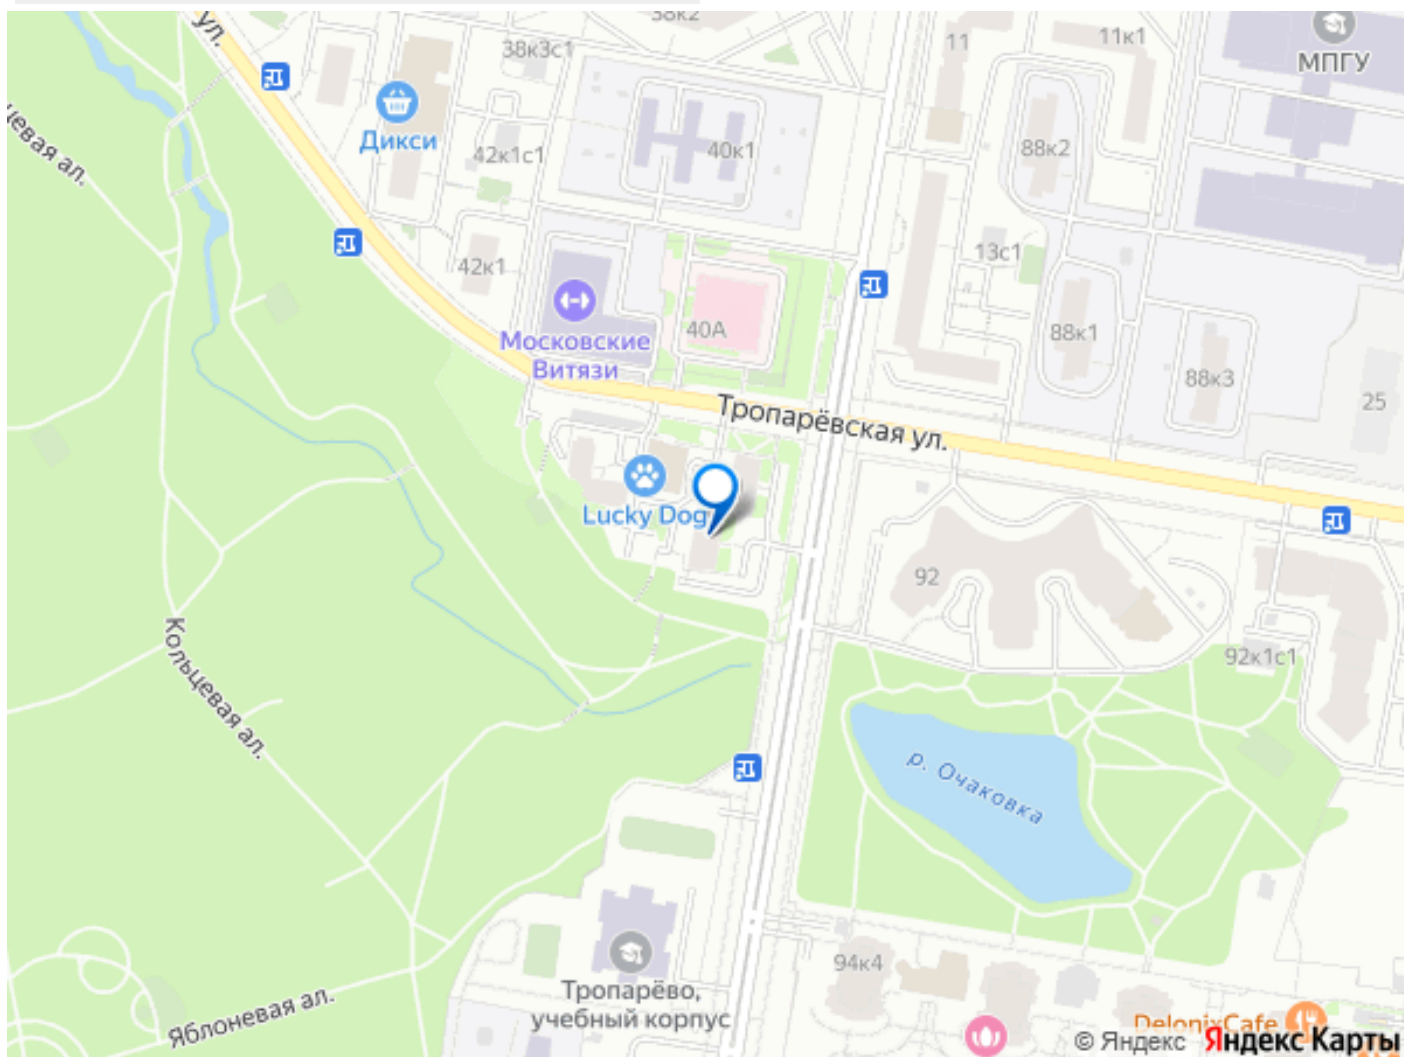 ул.
38к2
38к3с1
11
11к1
МПГУ
Дикси
42к1с1
40к1
88к2
цевая ал.
42к1
13с1
40А
Московские
Витязи
88к1
88к3
25
Тропарёвская ул.
Lucky Dog
92
92к1с1
Кольцевая ал.
р. Очаковка
94к4
Тропарёво,
учебный корпус
Яблоневая ал.
DelonixCafe
© Яндекс Яндекс Карты